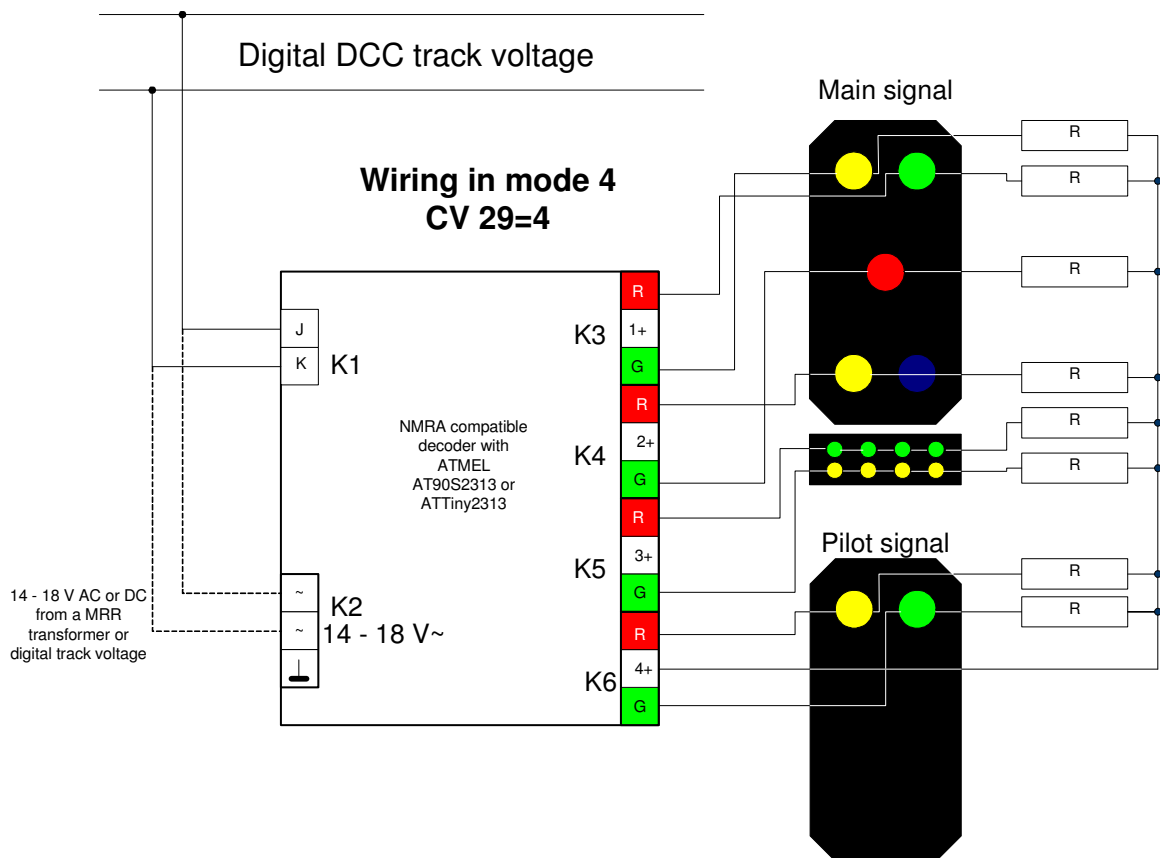 Digital DCC track voltage
Main signal
R
R
Wiring in mode 4
CV 29=4
R
R
J
K
K1
K3
1+
G
R
R
NMRA compatible
decoder with
ATMEL
AT90S2313 or
ATTiny2313
K4
2+
G
R
R
R
K5
3+
G
Pilot signal
14 - 18 V AC or DC
from a MRR
transformer or
digital track voltage
~
~
K2
14 - 18 V~
R
K6
4+
G
R
R